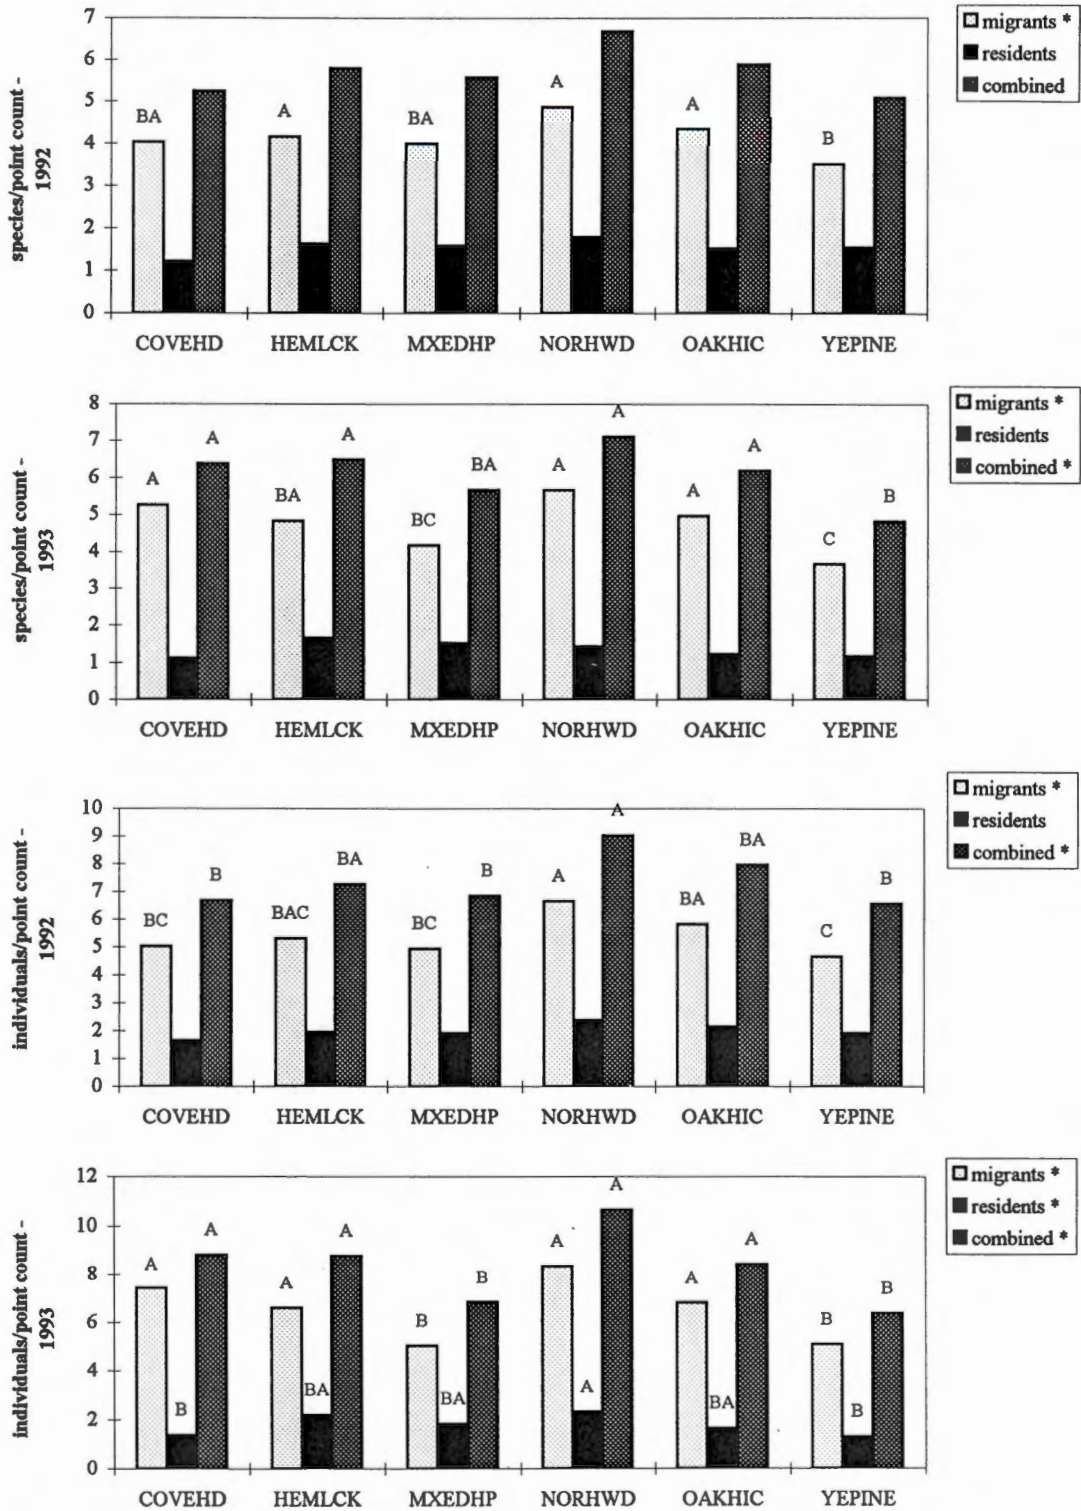 7
6
5
4
3
2
1
0
species/point count -
1992
BA A BA A A B
COVEHD HEMLCK MXEDHP NORHWD OAKHIC YEPINE
migrants *
residents
combined
8
7
6
5
4
3
2
1
0
species/point count -
1993
A A BA A BC BA A A A A C B
COVEHD HEMLCK MXEDHP NORHWD OAKHIC YEPINE
migrants *
residents
combined *
10
9
8
7
6
5
4
3
2
1
0
individuals/point count -
1992
BC B BAC BA BC B A A BA BA C B
COVEHD HEMLCK MXEDHP NORHWD OAKHIC YEPINE
migrants *
residents
combined *
12
10
8
6
4
2
0
individuals/point count -
1993
A B A A BA A B BA B A A A A BA A B B B
COVEHD HEMLCK MXEDHP NORHWD OAKHIC YEPINE
migrants *
residents *
combined *